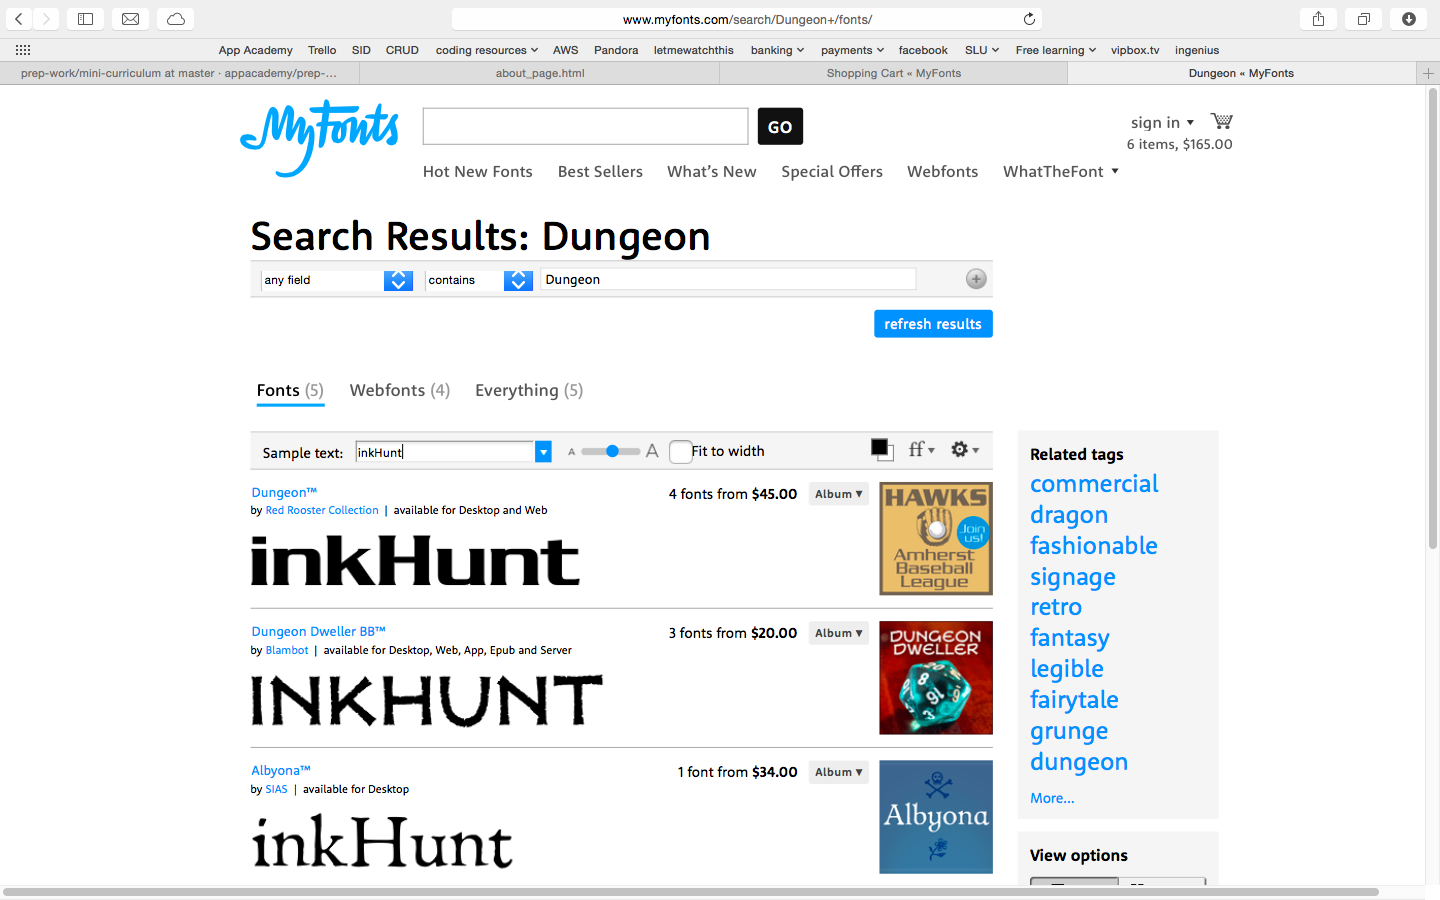 www.myfonts.com/search/Dungeon+/fonts/
App Academy Trello SID CRUD coding resources AWS Pandora letmewatchthis banking payments facebook SLU Free learning vipbox.tv ingenius
prep-work/mini-curriculum at master · appacademy/prep-... about_page.html Shopping Cart « MyFonts Dungeon « MyFonts
MyFonts
GO
sign in
6 items, $165.00
Hot New Fonts Best Sellers What's New Special Offers Webfonts WhatTheFont
Search Results: Dungeon
any field contains Dungeon
refresh results
Fonts (5) Webfonts (4) Everything (5)
Sample text: inkHunt A A Fit to width ff
Dungeon™ 4 fonts from $45.00 Album
by Red Rooster Collection | available for Desktop and Web
inkHunt
HAWKS
Join us!
Amherst
Baseball
League
Dungeon Dweller BB™ 3 fonts from $20.00 Album
by Blambot | available for Desktop, Web, App, Epub and Server
INKHUNT
DUNGEON
DWELLER
Albyona™ 1 font from $34.00 Album
by SIAS | available for Desktop
inkHunt
Albyona
Related tags
commercial
dragon
fashionable
signage
retro
fantasy
legible
fairytale
grunge
dungeon
More...
View options